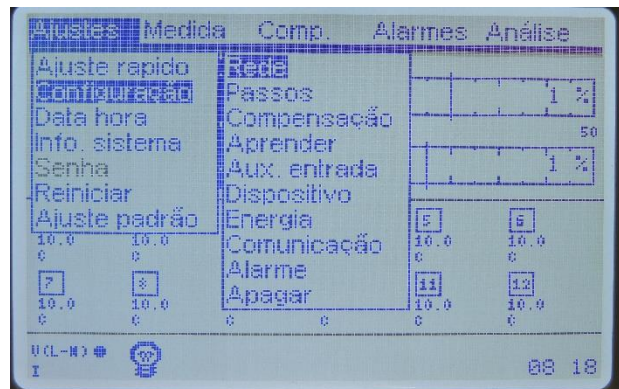 Ajustes Medida Comp. Alarmes Análise
Ajuste rapido
Configuração
Data hora
Info. sistema
Senha
Reiniciar
Ajuste padrão
Rede
Passos
Compensação
Aprender
Aux. entrada
Dispositivo
Energia
Comunicação
Alarme
Apagar
1 %
50
1 %
5 6
10.0 10.0 10.0 10.0
C C C C
7 8 11 12
10.0 10.0 10.0 10.0
C C C C C C
V(L-N)
I
08 18